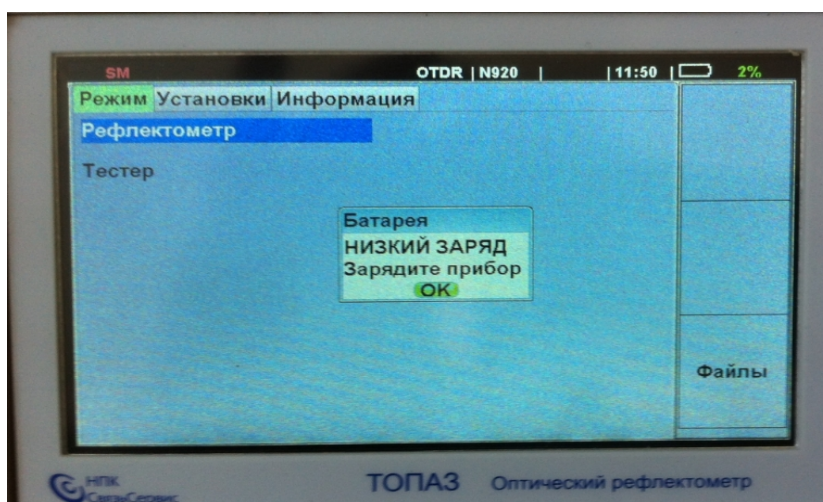 SM OTDR | N920 | | 11:50 | 2%
Режим Установки Информация
Рефлектометр
Тестер
Батарея
НИЗКИЙ ЗАРЯД
Зарядите прибор
OK
Файлы
НПК
СвязьСервис
ТОПАЗ Оптический рефлектометр